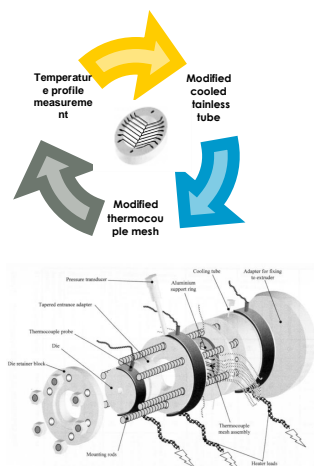 Temperatur
e profile
measureme
nt
Modified
cooled
tainless
tube
Modified
thermocou
ple mesh
Cooling tube
Adapter for fixing
to extruder
Pressure transducer
Aluminium
support ring
Tapered entrance adapter
Thermocouple probe
Die
Die retainer block
Thermocouple
mesh assembly
Mounting rods
Heater leads